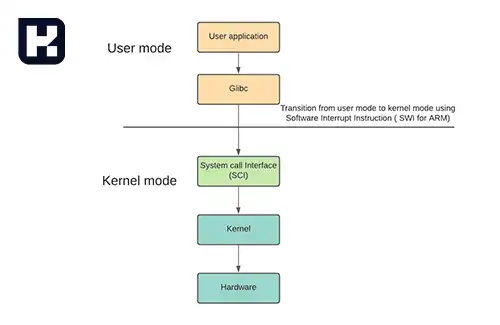 User application
User mode
Glibc
Transition from user mode to kernel mode using
Software Interrupt Instruction ( SWI for ARM)
System call Interface
(SCI)
Kernel mode
Kernel
Hardware